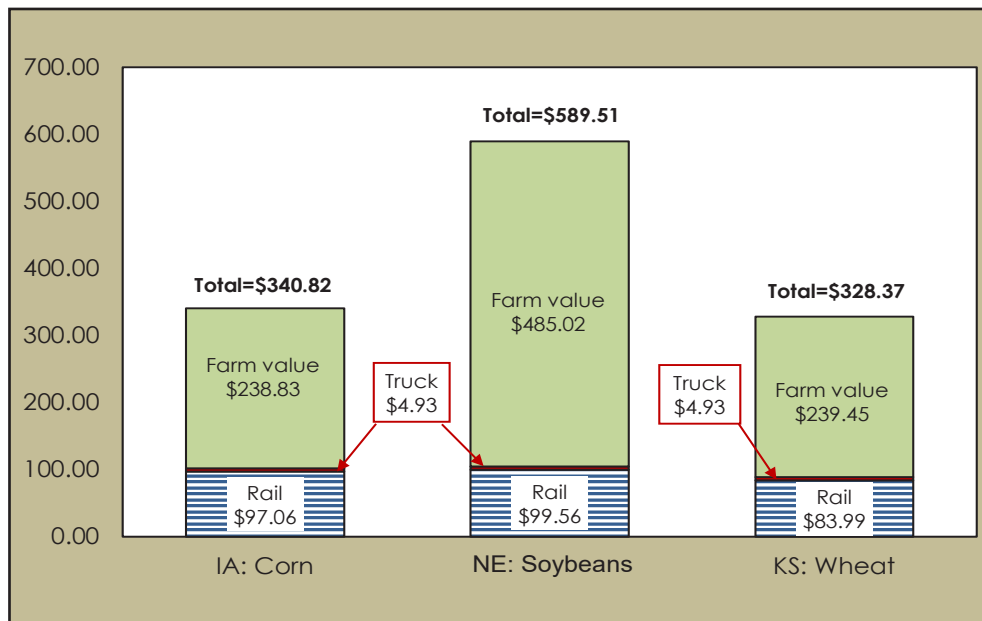 700.00
600.00
500.00
400.00
300.00
200.00
100.00
0.00
Total=$340.82
Farm value
$238.83
Rail
$97.06
Truck
$4.93
Total=$589.51
Farm value
$485.02
Rail
$99.56
Truck
$4.93
Total=$328.37
Farm value
$239.45
Rail
$83.99
IA: Corn
NE: Soybeans
KS: Wheat